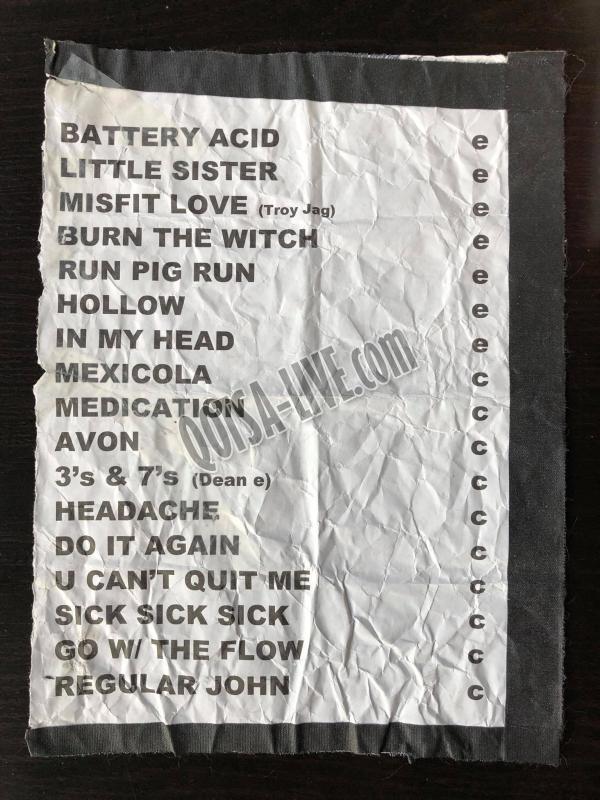 BATTERY ACID e
LITTLE SISTER e
MISFIT LOVE (Troy Jag) e
BURN THE WITCH e
RUN PIG RUN e
HOLLOW e
IN MY HEAD e
MEXICOLA c
MEDICATION c
AVON c
3's & 7's (Dean e) c
HEADACHE c
DO IT AGAIN c
U CAN'T QUIT ME c
SICK SICK SICK c
GO W/ THE FLOW c
REGULAR JOHN c
QOTSA-LIVE.com